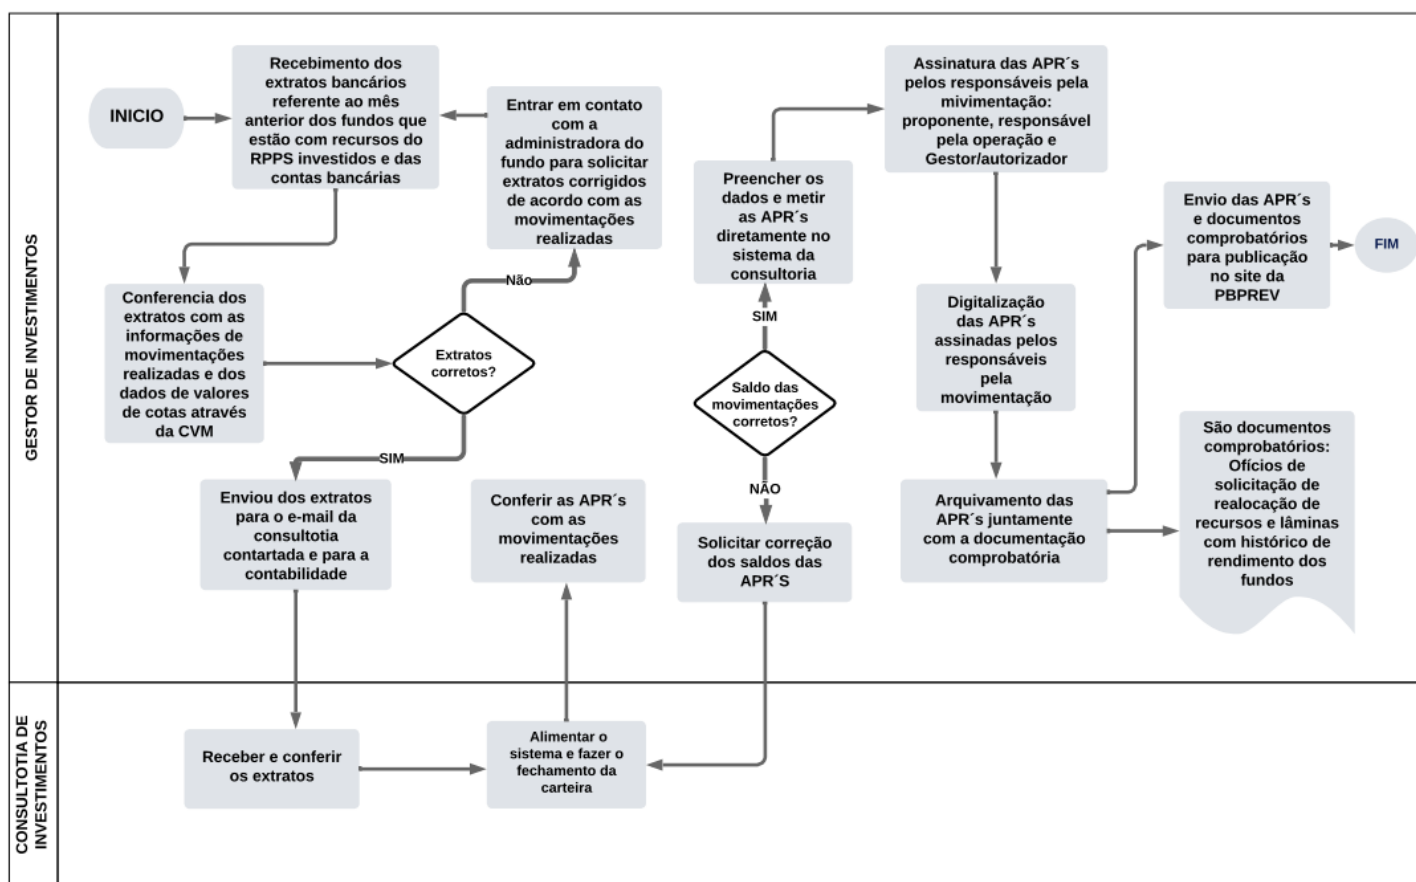 GESTOR DE INVESTIMENTOS
INICIO
Recebimento dos
extratos bancários
referente ao mês
anterior dos fundos que
estão com recursos do
RPPS investidos e das
contas bancárias
Entrar em contato
com a
administradora do
fundo para solicitar
extratos corrigidos
de acordo com as
movimentações
realizadas
Não
Conferencia dos
extratos com as
informações de
movimentações
realizadas e dos
dados de valores
de cotas através
da CVM
Extratos
corretos?
SIM
Enviou dos extratos
para o e-mail da
consultotia
contartada e para a
contabilidade
Conferir as APR´s
com as
movimentações
realizadas
Preencher os
dados e metir
as APR´s
diretamente no
sistema da
consultoria
SIM
Saldo das
movimentações
corretos?
NÃO
Solicitar correção
dos saldos das
APR´S
Assinatura das APR´s
pelos responsáveis pela
mivimentação:
proponente, responsável
pela operação e
Gestor/autorizador
Digitalização
das APR´s
assinadas pelos
responsáveis
pela
movimentação
Arquivamento das
APR´s juntamente
com a documentação
comprobatória
Envio das APR´s
e documentos
comprobatórios
para publicação
no site da
PBPREV
FIM
São documentos
comprobatórios:
Ofícios de
solicitação de
realocação de
recursos e lâminas
com histórico de
rendimento dos
fundos
CONSULTOTIA DE
INVESTIMENTOS
Receber e conferir
os extratos
Alimentar o
sistema e fazer o
fechamento da
carteira